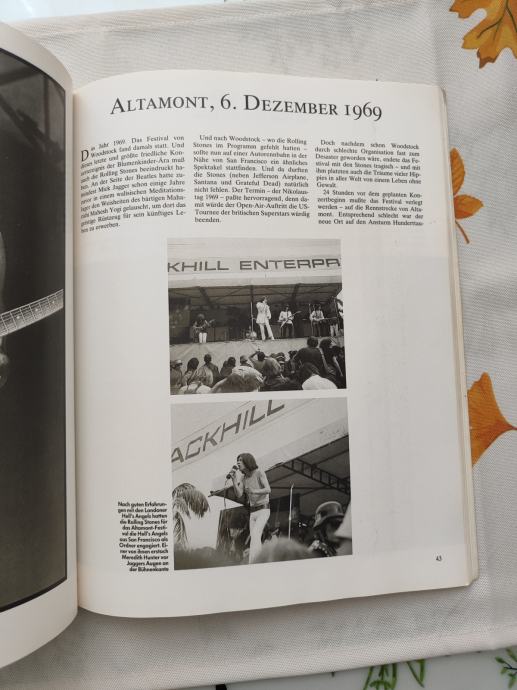 ALTAMONT, 6. DEZEMBER 1969
Das Jahr 1969. Das Festival von
Woodstock fand damals statt. Und
dieses letzte und größte friedliche Kon-
zertereignis der Blumenkinder-Ära muß
auch die Rolling Stones beeindruckt ha-
ben. An der Seite der Beatles hatte zu-
mindest Mick Jagger schon einige Jahre
zuvor in einem walisischen Meditations-
den Weisheiten des bärtigen Maha-
Mahesh Yogi gelauscht, um dort das
geistige Rüstzeug für sein künftiges Le-
ben zu erwerben.
Und nach Woodstock – wo die Rolling
Stones im Programm gefehlt hatten –
sollte nun auf einer Autorennbahn in der
Nähe von San Francisco ein ähnliches
Spektakel stattfinden. Und da durften
die Stones (neben Jefferson Airplane,
Santana und Grateful Dead) natürlich
nicht fehlen. Der Termin – der Nikolaus-
tag 1969 – paßte hervorragend, denn da-
mit würde der Open-Air-Auftritt die US-
Tournee der britischen Superstars würdig
beenden.
Doch nachdem schon Woodstock
durch schlechte Organisation fast zum
Desaster geworden wäre, endete das Fe-
stival mit den Stones tragisch – und mit
ihm platzten auch die Träume vieler Hip-
pies in aller Welt von einem Leben ohne
Gewalt.
24 Stunden vor dem geplanten Kon-
zertbeginn mußte das Festival verlegt
werden – auf die Rennstrecke von Alta-
mont. Entsprechend schlecht war der
neue Ort auf den Ansturm Hunderttau-
KHILL ENTERPR
ACKHILL
Nach guten Erfahrun-
gen mit den Londoner
Hell's Angels hatten
die Rolling Stones für
das Altamont-Festi-
val die Hell's Angels
aus San Francisco als
Ordner engagiert. Ei-
ner von ihnen erstach
Meredith Hunter vor
Jaggers Augen an
der Bühnenkante
43